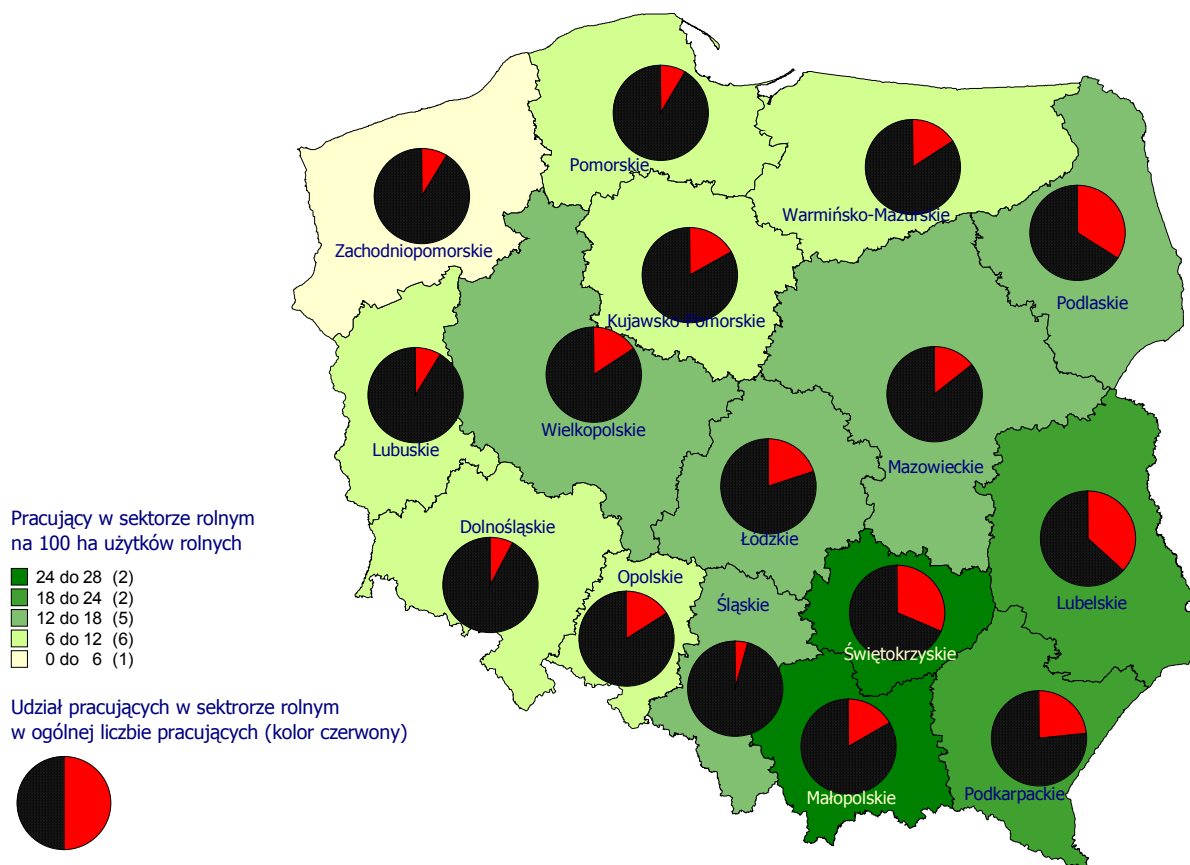 Pomorskie
Warmińsko-Mazurskie
Zachodniopomorskie
Podlaskie
Kujawsko-Pomorskie
Wielkopolskie
Lubuskie
Mazowieckie
Dolnośląskie
Łódzkie
Opolskie
Śląskie
Lubelskie
Świętokrzyskie
Małopolskie
Podkarpackie
Pracujący w sektorze rolnym
na 100 ha użytków rolnych
24 do 28 (2)
18 do 24 (2)
12 do 18 (5)
6 do 12 (6)
0 do 6 (1)
Udział pracujących w sektrorze rolnym
w ogólnej liczbie pracujących (kolor czerwony)